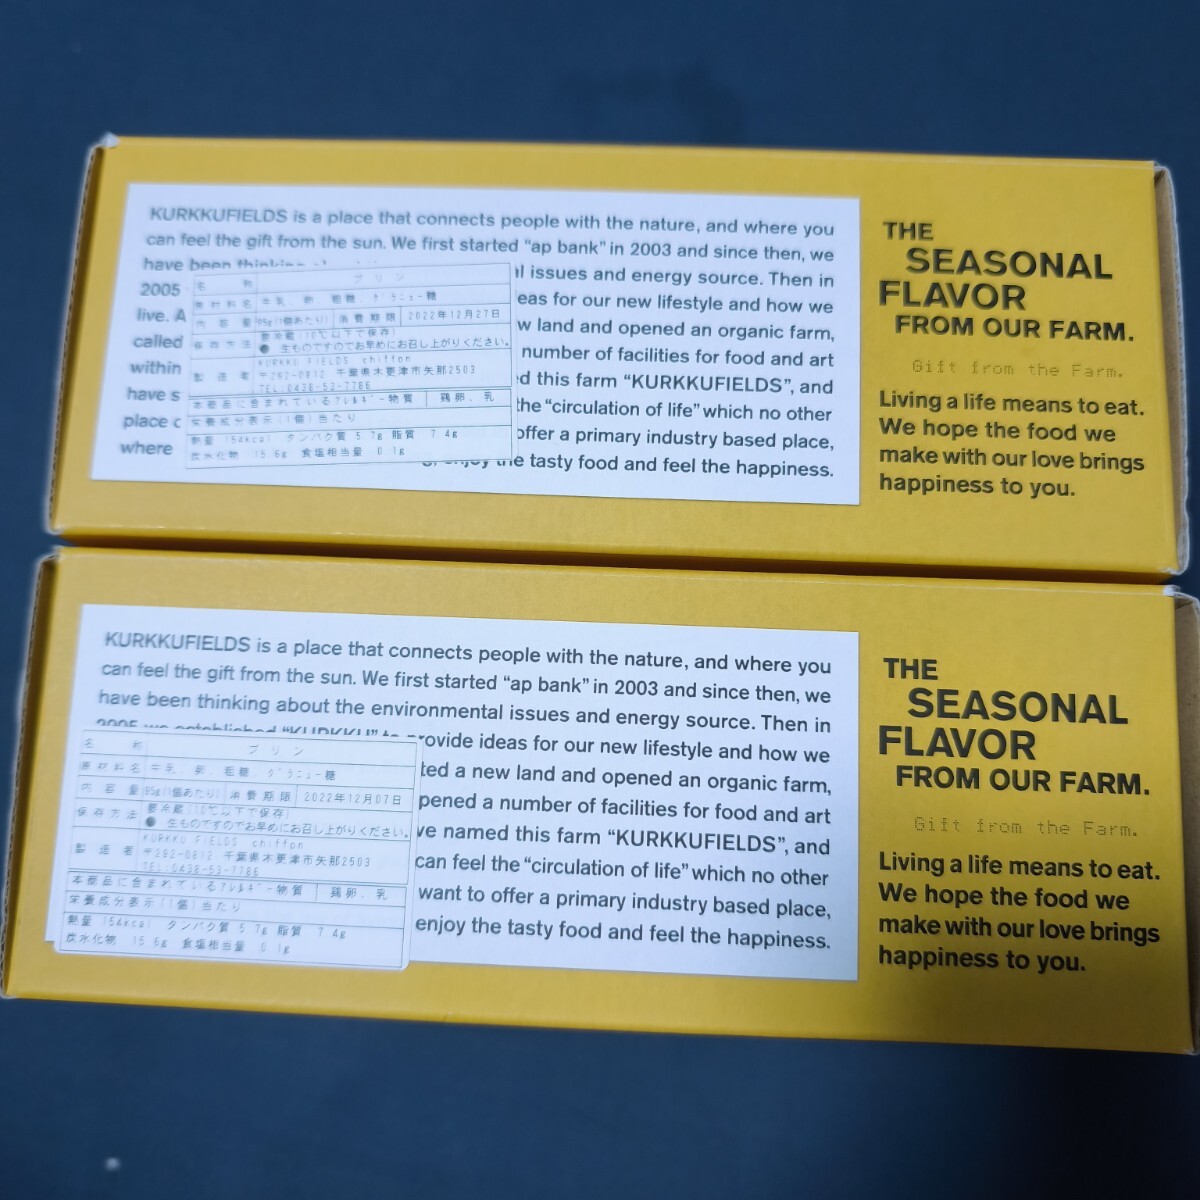 KURKKUFIELDS is a place that connects people with the nature, and where you
can feel the gift from the sun. We first started “ap bank” in 2003 and since then, we
have been thinking
l issues and energy source. Then in
2005
eas for our new lifestyle and how we
live. A
w land and opened an organic farm,
called
number of facilities for food and art
within
d this farm “KURKKUFIELDS”, and
have s
the “circulation of life” which no other
place
offer a primary industry based place,
where
enjoy the tasty food and feel the happiness.
名称 プリン
原材料名 牛乳、卵、粗糖、グラニュー糖
内容量 95g(1個あたり) 消費期限 2022年12月27日
保存方法 要冷蔵(10℃以下で保存)
● 生ものですのでお早めにお召し上がりください。
製造者 KURKKU FIELDS chiffon
〒292-0812 千葉県木更津市矢那2503
TEL:0438-53-7786
本商品に含まれているアレルギー物質 鶏卵、乳
栄養成分表示(1個)当たり
熱量 154kcal タンパク質 5.7g 脂質 7.4g
炭水化物 15.6g 食塩相当量 0.1g
THE
SEASONAL
FLAVOR
FROM OUR FARM.
Gift from the Farm.
Living a life means to eat.
We hope the food we
make with our love brings
happiness to you.
KURKKUFIELDS is a place that connects people with the nature, and where you
can feel the gift from the sun. We first started “ap bank” in 2003 and since then, we
have been thinking about the environmental issues and energy source. Then in
2005 we established “KURKKU” to provide ideas for our new lifestyle and how we
ted a new land and opened an organic farm,
pened a number of facilities for food and art
ve named this farm “KURKKUFIELDS”, and
can feel the “circulation of life” which no other
want to offer a primary industry based place,
enjoy the tasty food and feel the happiness.
名称 プリン
原材料名 牛乳、卵、粗糖、グラニュー糖
内容量 95g(1個あたり) 消費期限 2022年12月07日
保存方法 要冷蔵(10℃以下で保存)
● 生ものですのでお早めにお召し上がりください。
製造者 KURKKU FIELDS chiffon
〒292-0812 千葉県木更津市矢那2503
TEL:0438-53-7786
本商品に含まれているアレルギー物質 鶏卵、乳
栄養成分表示(1個)当たり
熱量 154kcal タンパク質 5.7g 脂質 7.4g
炭水化物 15.6g 食塩相当量 0.1g
THE
SEASONAL
FLAVOR
FROM OUR FARM.
Gift from the Farm.
Living a life means to eat.
We hope the food we
make with our love brings
happiness to you.